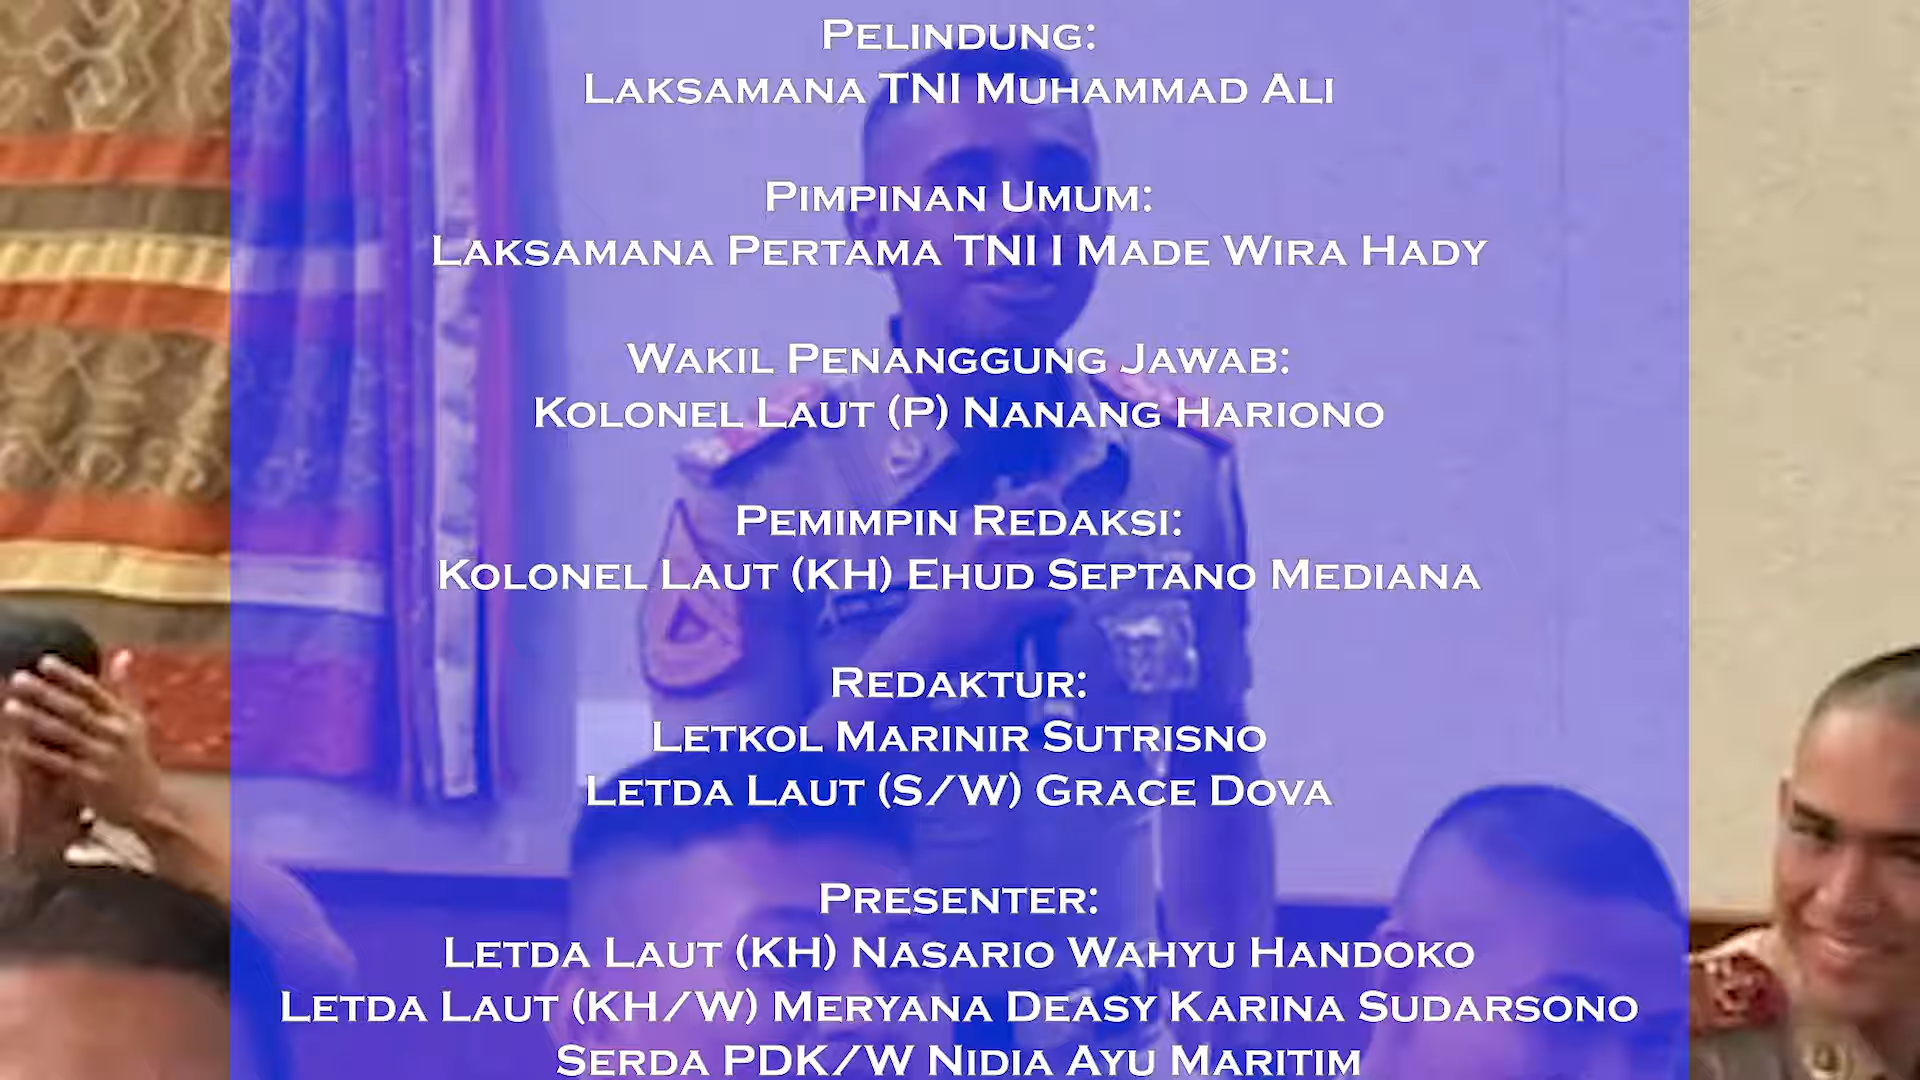 PELINDUNG:
LAKSAMANA TNI MUHAMMAD ALI
PIMPINAN UMUM:
LAKSAMANA PERTAMA TNI I MADE WIRA HADY
WAKIL PENANGGUNG JAWAB:
KOLONEL LAUT (P) NANANG HARIONO
PEMIMPIN REDAKSI:
KOLONEL LAUT (KH) EHUD SEPTANO MEDIANA
REDAKTUR:
LETKOL MARINIR SUTRISNO
LETDA LAUT (S/W) GRACE DOVA
PRESENTER:
LETDA LAUT (KH) NASARIO WAHYU HANDOKO
LETDA LAUT (KH/W) MERYANA DEASY KARINA SUDARSONO
SERDA PDK/W NIDIA AYU MARITIM